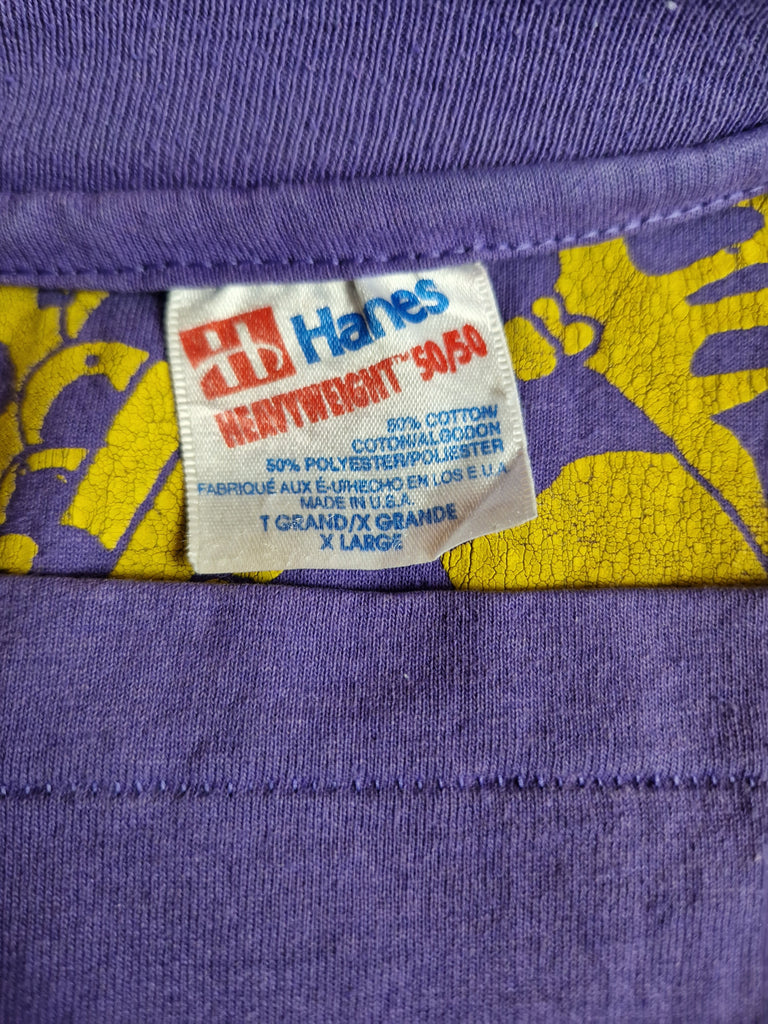 Hanes
HEAVYWEIGHT™ 50/50
50% COTTON/
COTON/ALGODON
50% POLYESTER/POLIESTER
FABRIQUÉ AUX É-U/HECHO EN LOS E.U.A.
MADE IN U.S.A.
T GRAND/X GRANDE
X LARGE